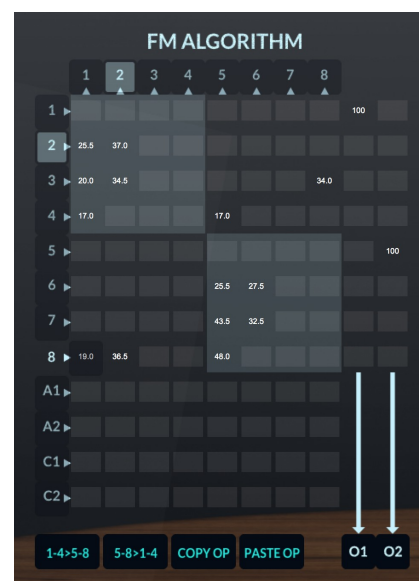 FM ALGORITHM
1 2 3 4 5 6 7 8
1 100
2 25.5 37.0
3 20.0 34.5 34.0
4 17.0 17.0
5 100
6 25.5 27.5
7 43.5 32.5
8 19.0 36.5 48.0
A1
A2
C1
C2
1-4>5-8 5-8>1-4 COPY OP PASTE OP O1 O2